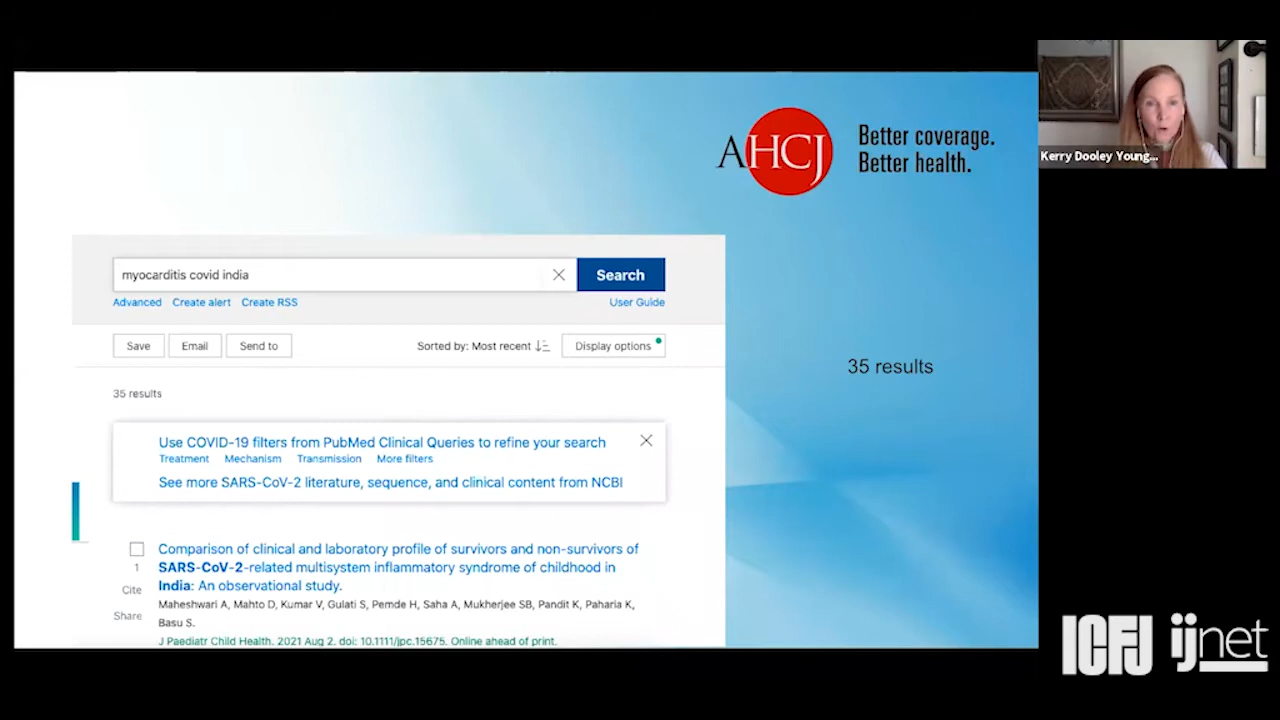 AHCJ
Better coverage.
Better health.
Kerry Dooley Young...
myocarditis covid india
Search
Advanced
Create alert
Create RSS
User Guide
Save
Email
Send to
Sorted by: Most recent
Display options
35 results
35 results
Use COVID-19 filters from PubMed Clinical Queries to refine your search
Treatment
Mechanism
Transmission
More filters
See more SARS-CoV-2 literature, sequence, and clinical content from NCBI
Comparison of clinical and laboratory profile of survivors and non-survivors of
1
SARS-CoV-2-related multisystem inflammatory syndrome of childhood in
Cite
India: An observational study.
Maheshwari A, Mahto D, Kumar V, Gulati S, Pemde H, Saha A, Mukherjee SB, Pandit K, Paharia K,
Share
Basu S.
J Paediatr Child Health. 2021 Aug 2. doi: 10.1111/jpc.15675. Online ahead of print.
ICFJ
ijnet